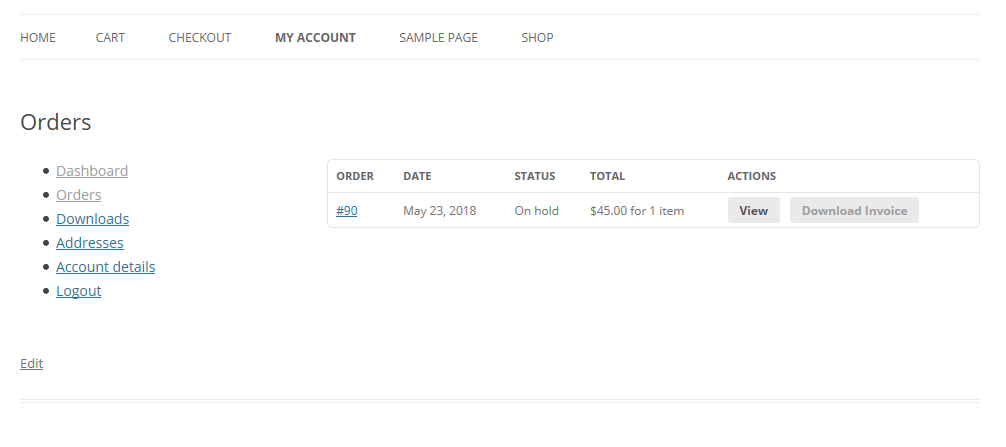 HOME CART CHECKOUT MY ACCOUNT SAMPLE PAGE SHOP
Orders
Dashboard
Orders
Downloads
Addresses
Account details
Logout
ORDER DATE STATUS TOTAL ACTIONS
#90 May 23, 2018 On hold $45.00 for 1 item View Download Invoice
Edit